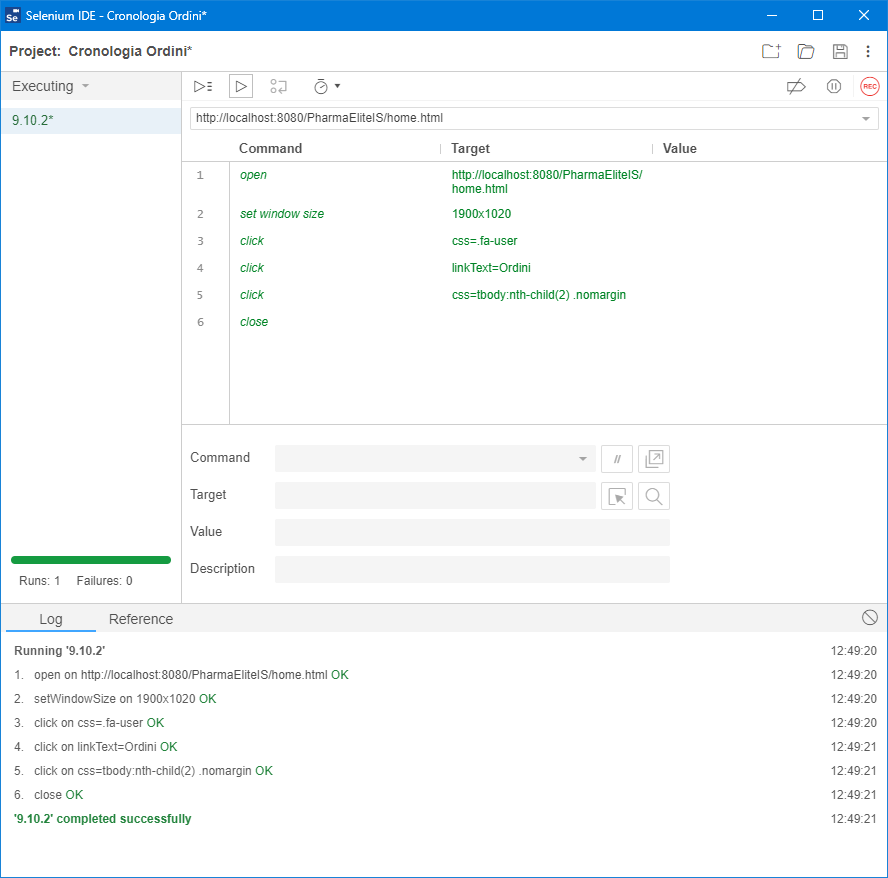 Se Selenium IDE - Cronologia Ordini*
Project: Cronologia Ordini*
Executing
REC
9.10.2*
http://localhost:8080/PharmaEliteIS/home.html
Command Target Value
1 open http://localhost:8080/PharmaEliteIS/
home.html
2 set window size 1900x1020
3 click css=.fa-user
4 click linkText=Ordini
5 click css=tbody:nth-child(2) .nomargin
6 close
Command //
Target
Value
Description
Runs: 1 Failures: 0
Log Reference
Running '9.10.2' 12:49:20
1. open on http://localhost:8080/PharmaEliteIS/home.html OK 12:49:20
2. setWindowSize on 1900x1020 OK 12:49:20
3. click on css=.fa-user OK 12:49:20
4. click on linkText=Ordini OK 12:49:21
5. click on css=tbody:nth-child(2) .nomargin OK 12:49:21
6. close OK 12:49:21
'9.10.2' completed successfully 12:49:21